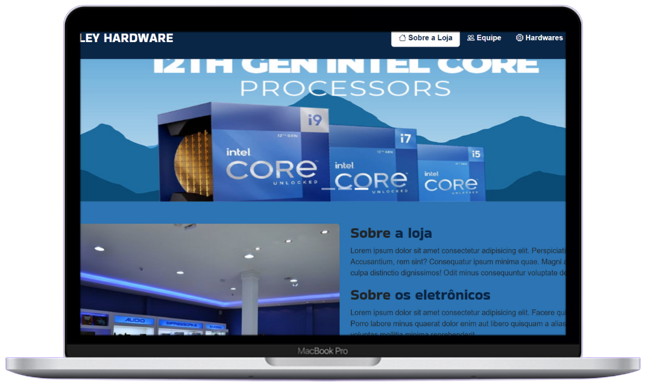 LEY HARDWARE
Sobre a Loja
Equipe
Hardwares
12TH GEN INTEL CORE
PROCESSORS
i9
intel
CORE
UNLOCKED
i7
intel
CORE
UNLOCKED
i5
intel
CORE
UNLOCKED
Sobre a loja
Lorem ipsum dolor sit amet consectetur adipisicing elit. Perspiciati
Accusantium, rem sint? Consequatur ipsum minima quae. Magni a
culpa distinctio dignissimos! Odit minus consequuntur voluptate de
Sobre os eletrônicos
Lorem ipsum dolor sit amet consectetur adipisicing elit. Facere qu
Porro labore minus quaerat dolor enim aut libero quisquam a alias
AUDIO
MacBook Pro